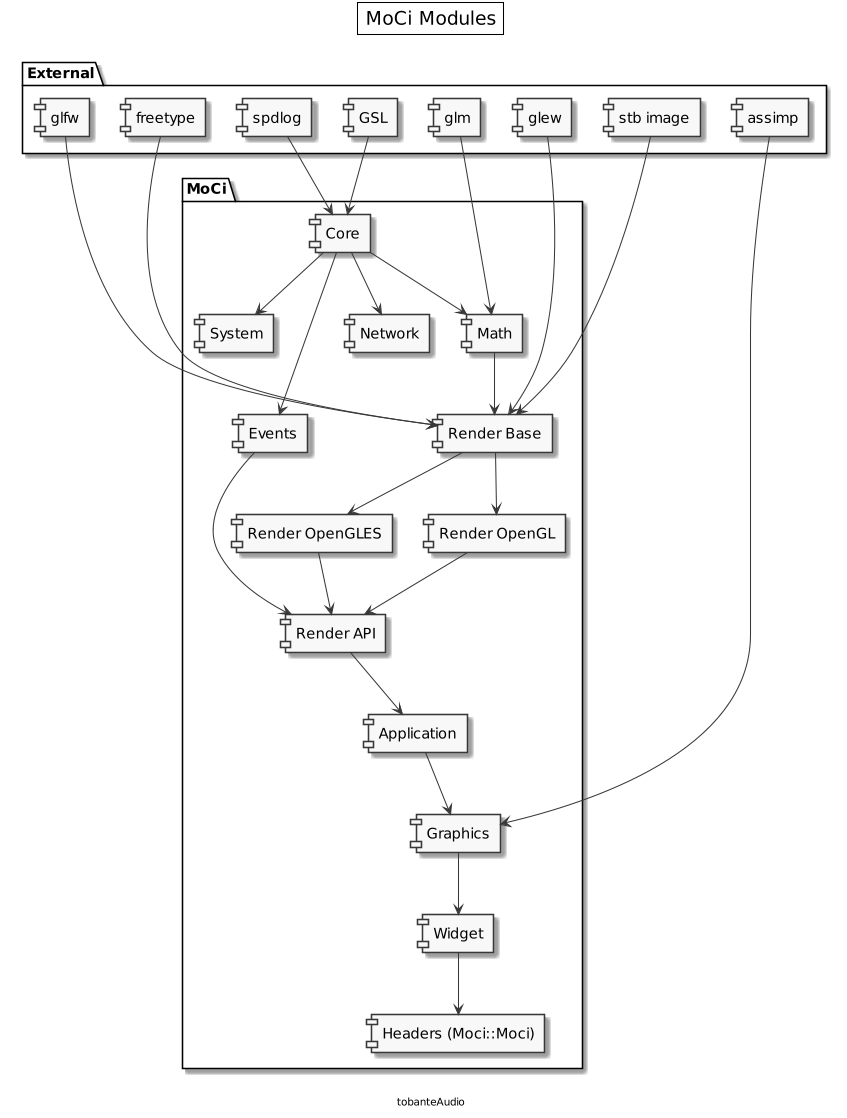 MoCi Modules
External
glfw
freetype
spdlog
GSL
glm
glew
stb image
assimp
MoCi
Core
System
Network
Math
Events
Render Base
Render OpenGLES
Render OpenGL
Render API
Application
Graphics
Widget
Headers (Moci::Moci)
tobanteAudio